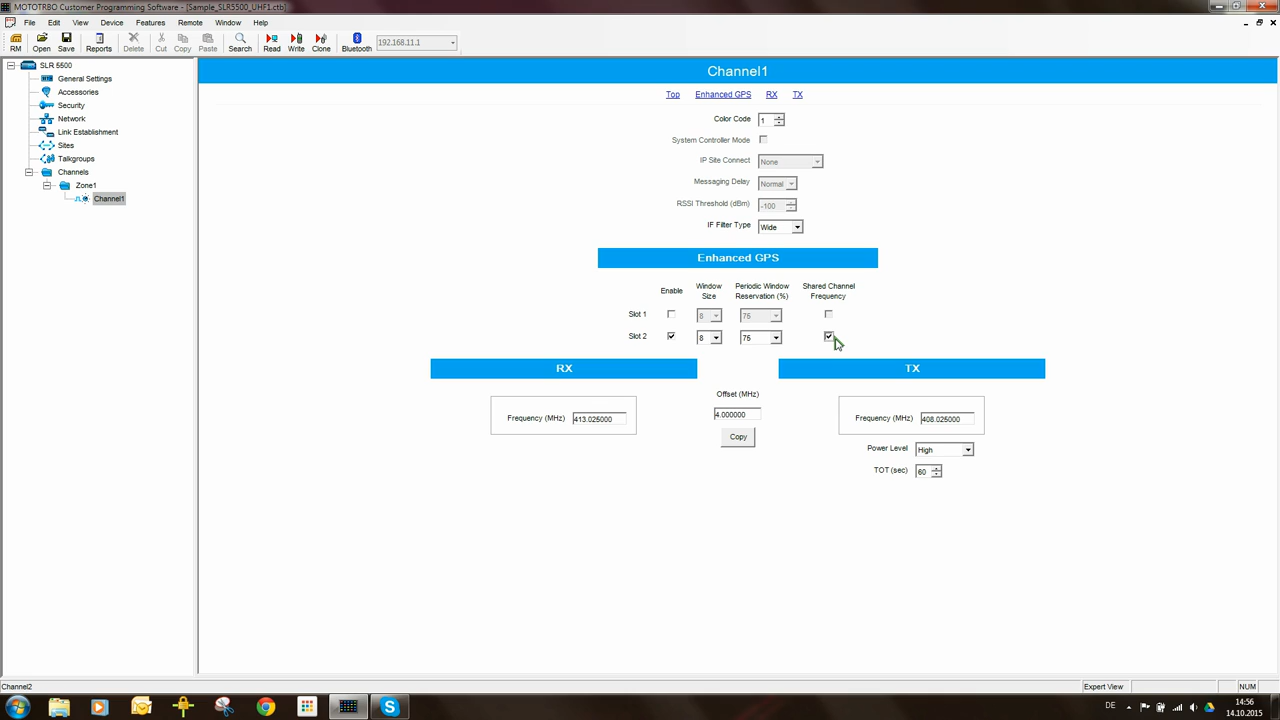 MOTOTRBO Customer Programming Software - [Sample_SLR5500_UHF1.ctb]
File Edit View Device Features Remote Window Help
RM Open Save Reports Delete Cut Copy Paste Search Read Write Clone Bluetooth 192.168.11.1
SLR 5500
General Settings
Accessories
Security
Network
Link Establishment
Sites
Talkgroups
Channels
Zone1
Channel1
Channel1
Top Enhanced GPS RX TX
Color Code 1
System Controller Mode
IP Site Connect None
Messaging Delay Normal
RSSI Threshold (dBm) -100
IF Filter Type Wide
Enhanced GPS
Enable Window Size Periodic Window Reservation (%) Shared Channel Frequency
Slot 1 8 75
Slot 2 8 75
RX
Frequency (MHz) 413.025000
Offset (MHz)
4.000000
Copy
TX
Frequency (MHz) 408.025000
Power Level High
TOT (sec) 60
Channel2 Expert View NUM
DE 14:56
14.10.2015